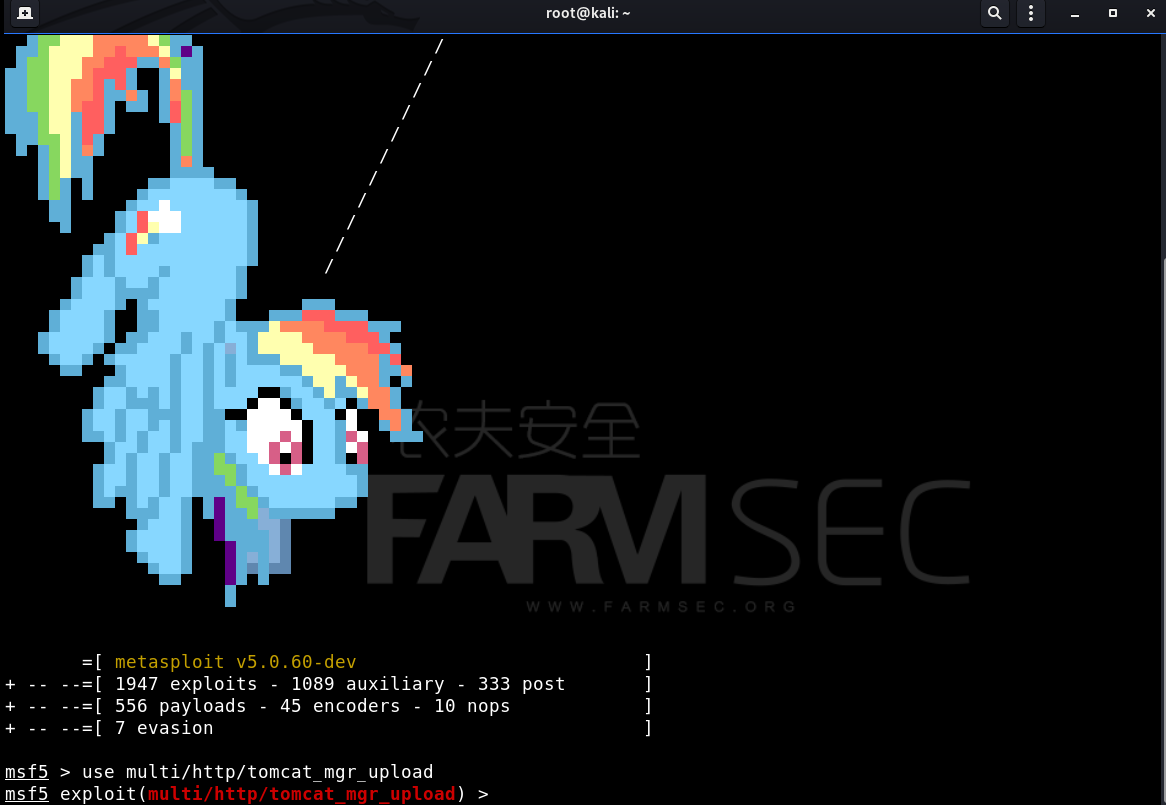 root@kali: ~
农夫安全
FARMSEC
WWW.FARMSEC.ORG
=[ metasploit v5.0.60-dev ]
+ -- --=[ 1947 exploits - 1089 auxiliary - 333 post ]
+ -- --=[ 556 payloads - 45 encoders - 10 nops ]
+ -- --=[ 7 evasion ]
msf5 > use multi/http/tomcat_mgr_upload
msf5 exploit(multi/http/tomcat_mgr_upload) >